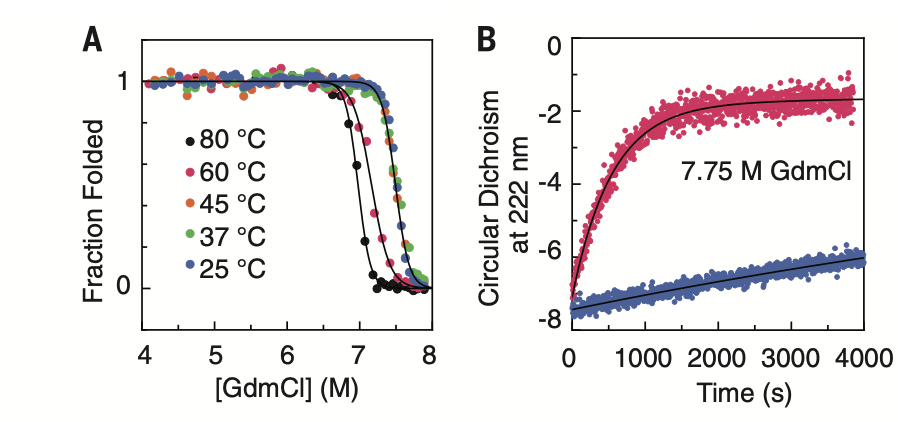 A
Fraction Folded
1
0
80 °C
60 °C
45 °C
37 °C
25 °C
4 5 6 7 8
[GdmCl] (M)
B
Circular Dichroism
at 222 nm
0
-2
-4
-6
-8
7.75 M GdmCl
0 1000 2000 3000 4000
Time (s)